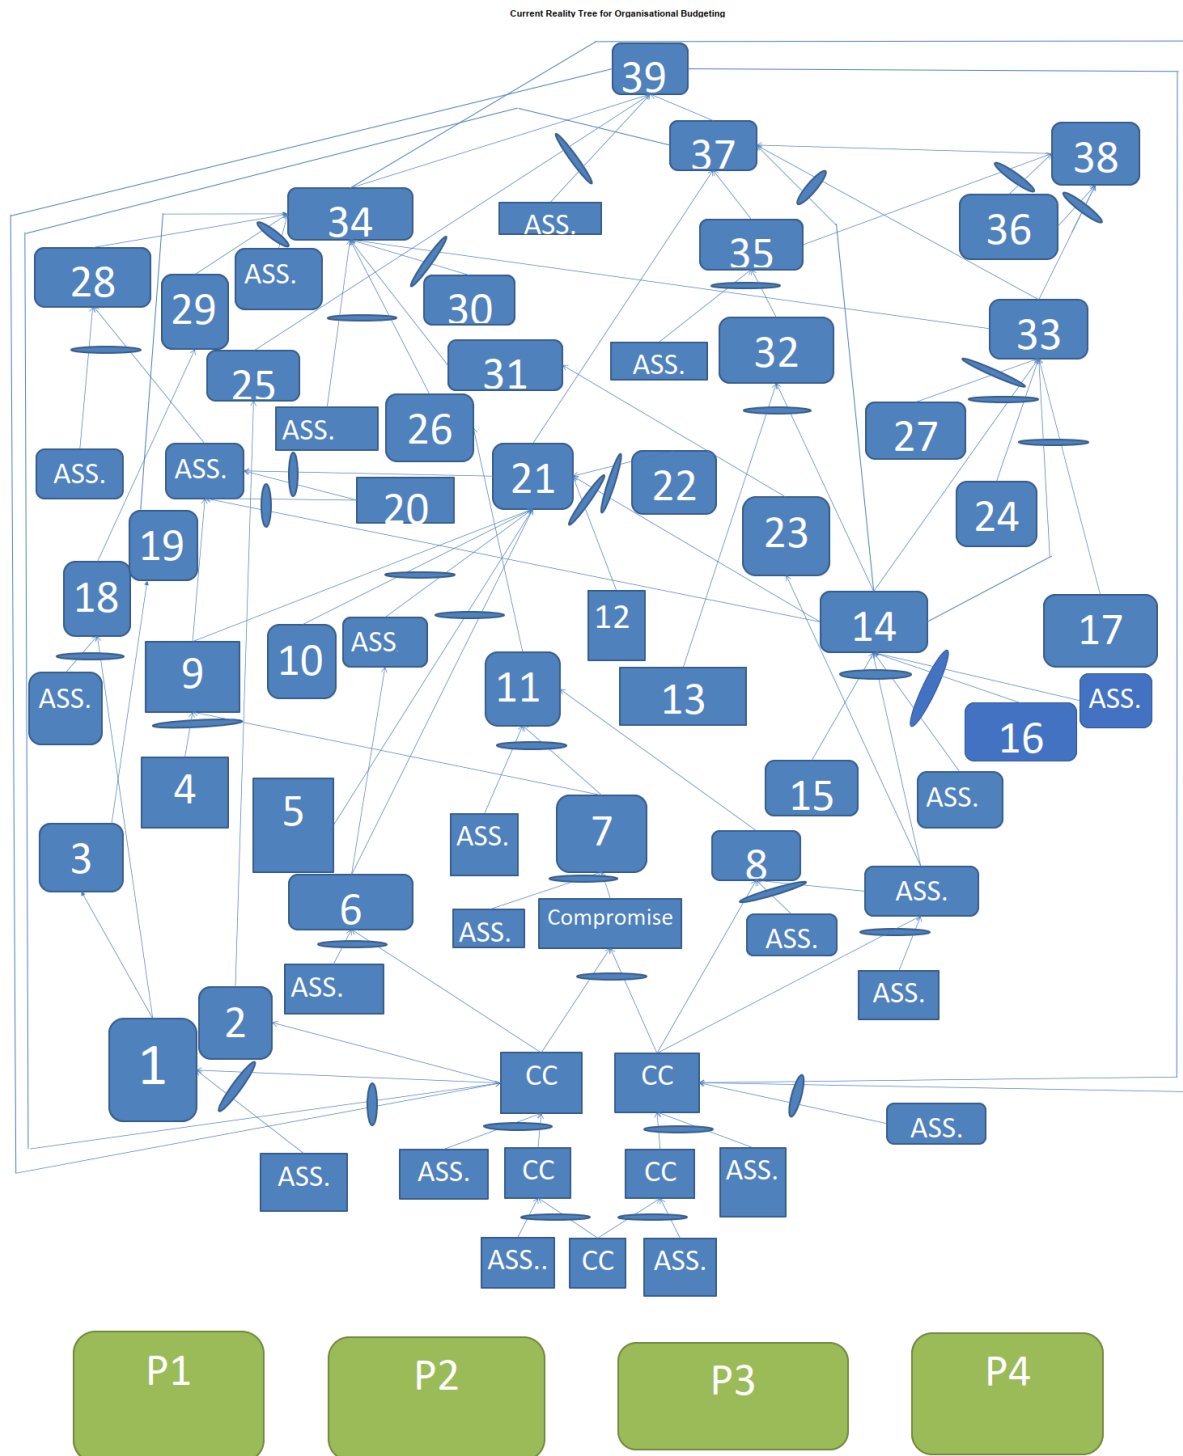 Current Reality Tree for Organisational Budgeting
39
37
38
34
ASS.
36
35
28
ASS.
29
30
33
25
31
ASS.
32
ASS.
26
27
ASS.
ASS.
20
21
22
23
24
19
18
9
10
ASS
12
14
17
ASS.
11
13
ASS.
16
4
5
3
15
ASS.
7
ASS.
8
ASS.
6
ASS.
Compromise
ASS.
ASS.
ASS.
2
1
CC
CC
ASS.
ASS.
ASS.
CC
CC
ASS.
ASS..
CC
ASS.
P1
P2
P3
P4